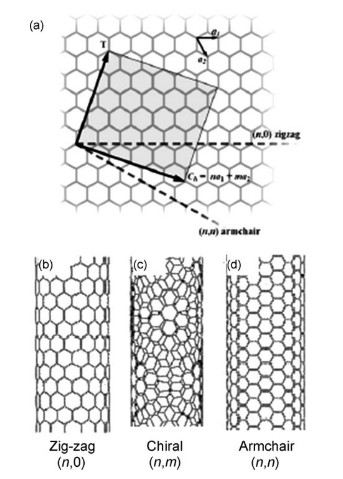 (a)
T
a₁
a₂
(n,0) zigzag
Cₕ = na₁ + ma₂
(n,n) armchair
(b)
(c)
(d)
Zig-zag
(n,0)
Chiral
(n,m)
Armchair
(n,n)